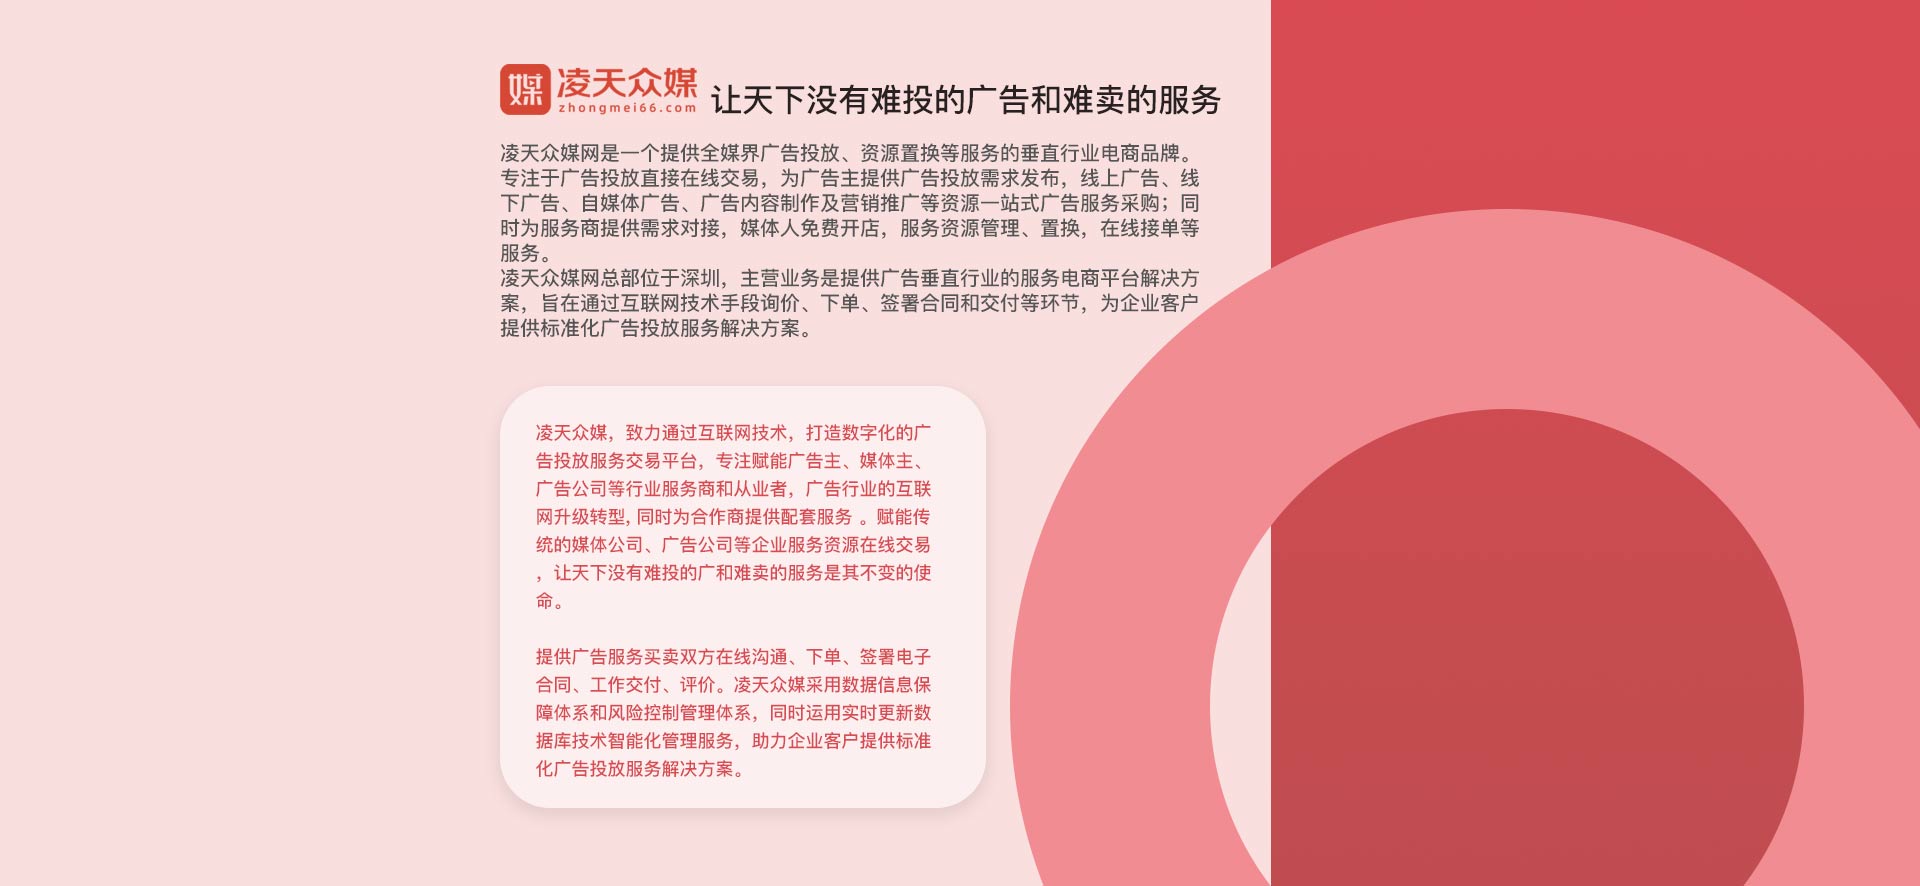 媒
凌天众媒
zhongmei66.com
让天下没有难投的广告和难卖的服务
凌天众媒网是一个提供全媒界广告投放、资源置换等服务的垂直行业电商品牌。
专注于广告投放直接在线交易，为广告主提供广告投放需求发布，线上广告、线
下广告、自媒体广告、广告内容制作及营销推广等资源一站式广告服务采购；同
时为服务商提供需求对接，媒体人免费开店，服务资源管理、置换，在线接单等
服务。
凌天众媒网总部位于深圳，主营业务是提供广告垂直行业的服务电商平台解决方
案，旨在通过互联网技术手段询价、下单、签署合同和交付等环节，为企业客户
提供标准化广告投放服务解决方案。
凌天众媒，致力通过互联网技术，打造数字化的广
告投放服务交易平台，专注赋能广告主、媒体主、
广告公司等行业服务商和从业者，广告行业的互联
网升级转型, 同时为合作商提供配套服务 。赋能传
统的媒体公司、广告公司等企业服务资源在线交易
，让天下没有难投的广和难卖的服务是其不变的使
命。
提供广告服务买卖双方在线沟通、下单、签署电子
合同、工作交付、评价。凌天众媒采用数据信息保
障体系和风险控制管理体系，同时运用实时更新数
据库技术智能化管理服务，助力企业客户提供标准
化广告投放服务解决方案。